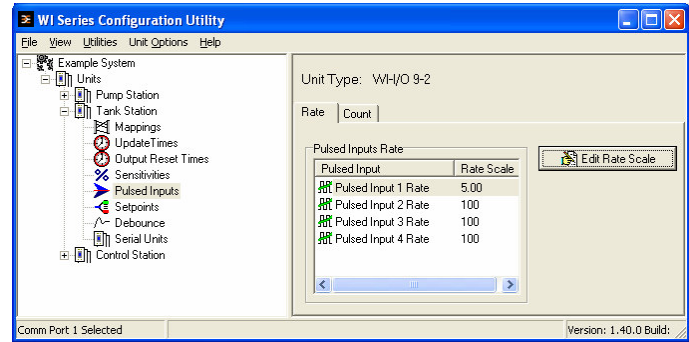 WI Series Configuration Utility
File View Utilities Unit Options Help
Example System
Units
Pump Station
Tank Station
Mappings
UpdateTimes
Output Reset Times
Sensitivities
Pulsed Inputs
Setpoints
Debounce
Serial Units
Control Station
Unit Type: WI-I/O 9-2
Rate Count
Pulsed Inputs Rate
Pulsed Input Rate Scale
Pulsed Input 1 Rate 5.00
Pulsed Input 2 Rate 100
Pulsed Input 3 Rate 100
Pulsed Input 4 Rate 100
Edit Rate Scale
Comm Port 1 Selected
Version: 1.40.0 Build: